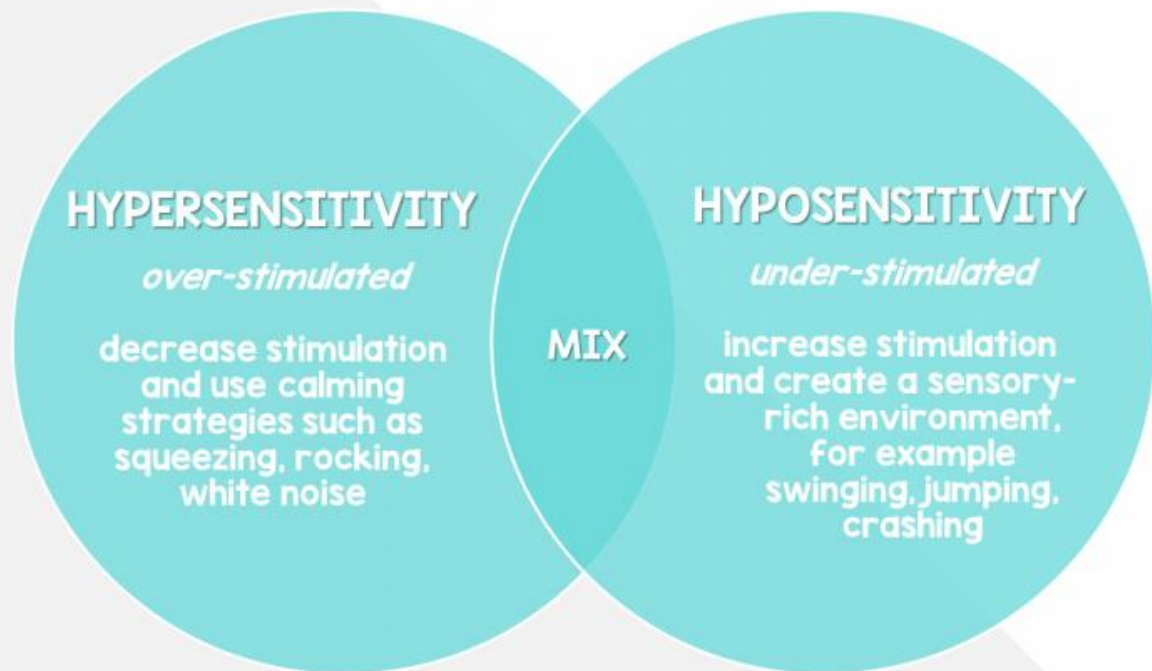 HYPERSENSITIVITY
over-stimulated
decrease stimulation
and use calming
strategies such as
squeezing, rocking,
white noise
MIX
HYPOSENSITIVITY
under-stimulated
increase stimulation
and create a sensory-
rich environment,
for example
swinging, jumping,
crashing